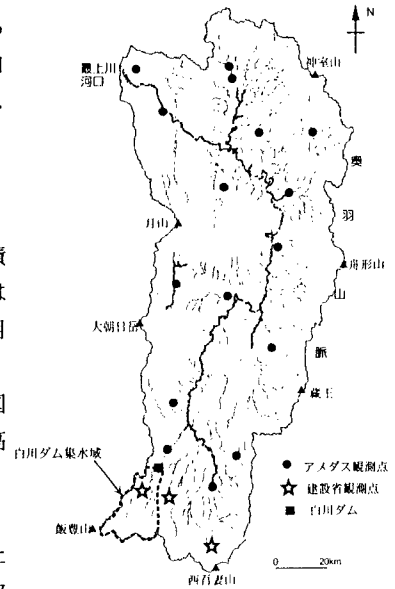 N
神室山
最上川
河口
奥
羽
山
脈
月山
舟形山
大朝日岳
蔵王
白川ダム集水域
飯豊山
西吾妻山
アメダス観測点
建設省観測点
白川ダム
0 20km